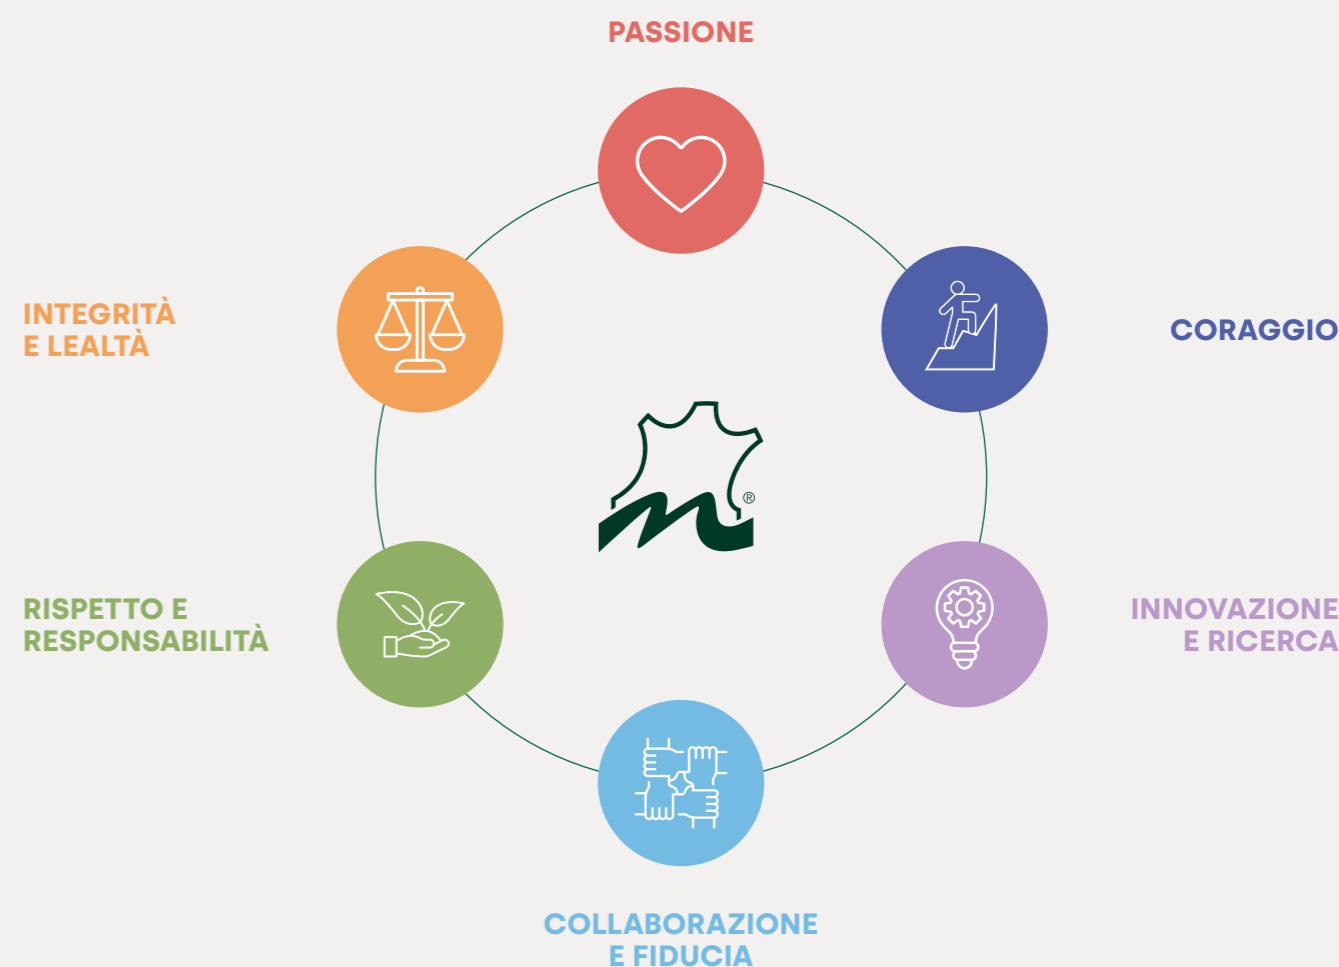 PASSIONE
INTEGRITÀ
E LEALTÀ
CORAGGIO
®
RISPETTO E
RESPONSABILITÀ
INNOVAZIONE
E RICERCA
COLLABORAZIONE
E FIDUCIA